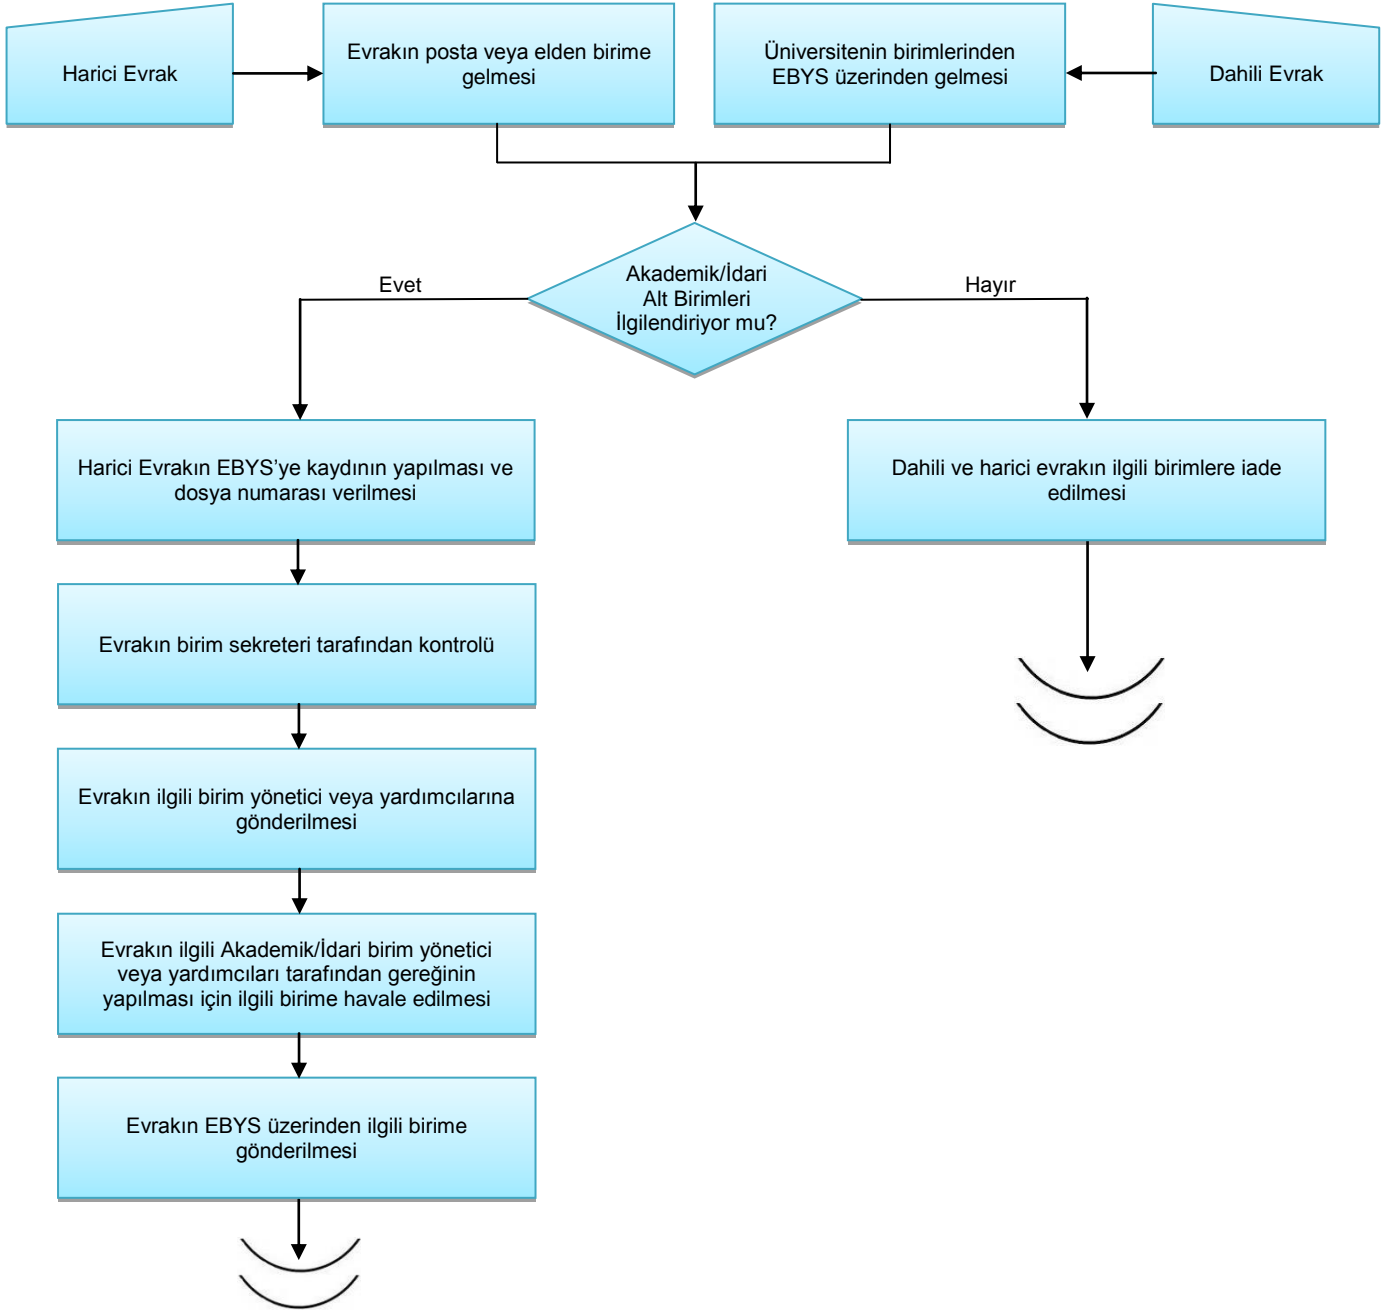 Harici Evrak
Evrakın posta veya elden birime
gelmesi
Üniversitenin birimlerinden
EBYS üzerinden gelmesi
Dahili Evrak
Akademik/İdari
Alt Birimleri
İlgilendiriyor mu?
Evet
Hayır
Harici Evrakın EBYS’ye kaydının yapılması ve
dosya numarası verilmesi
Dahili ve harici evrakın ilgili birimlere iade
edilmesi
Evrakın birim sekreteri tarafından kontrolü
Evrakın ilgili birim yönetici veya yardımcılarına
gönderilmesi
Evrakın ilgili Akademik/İdari birim yönetici
veya yardımcıları tarafından gereğinin
yapılması için ilgili birime havale edilmesi
Evrakın EBYS üzerinden ilgili birime
gönderilmesi